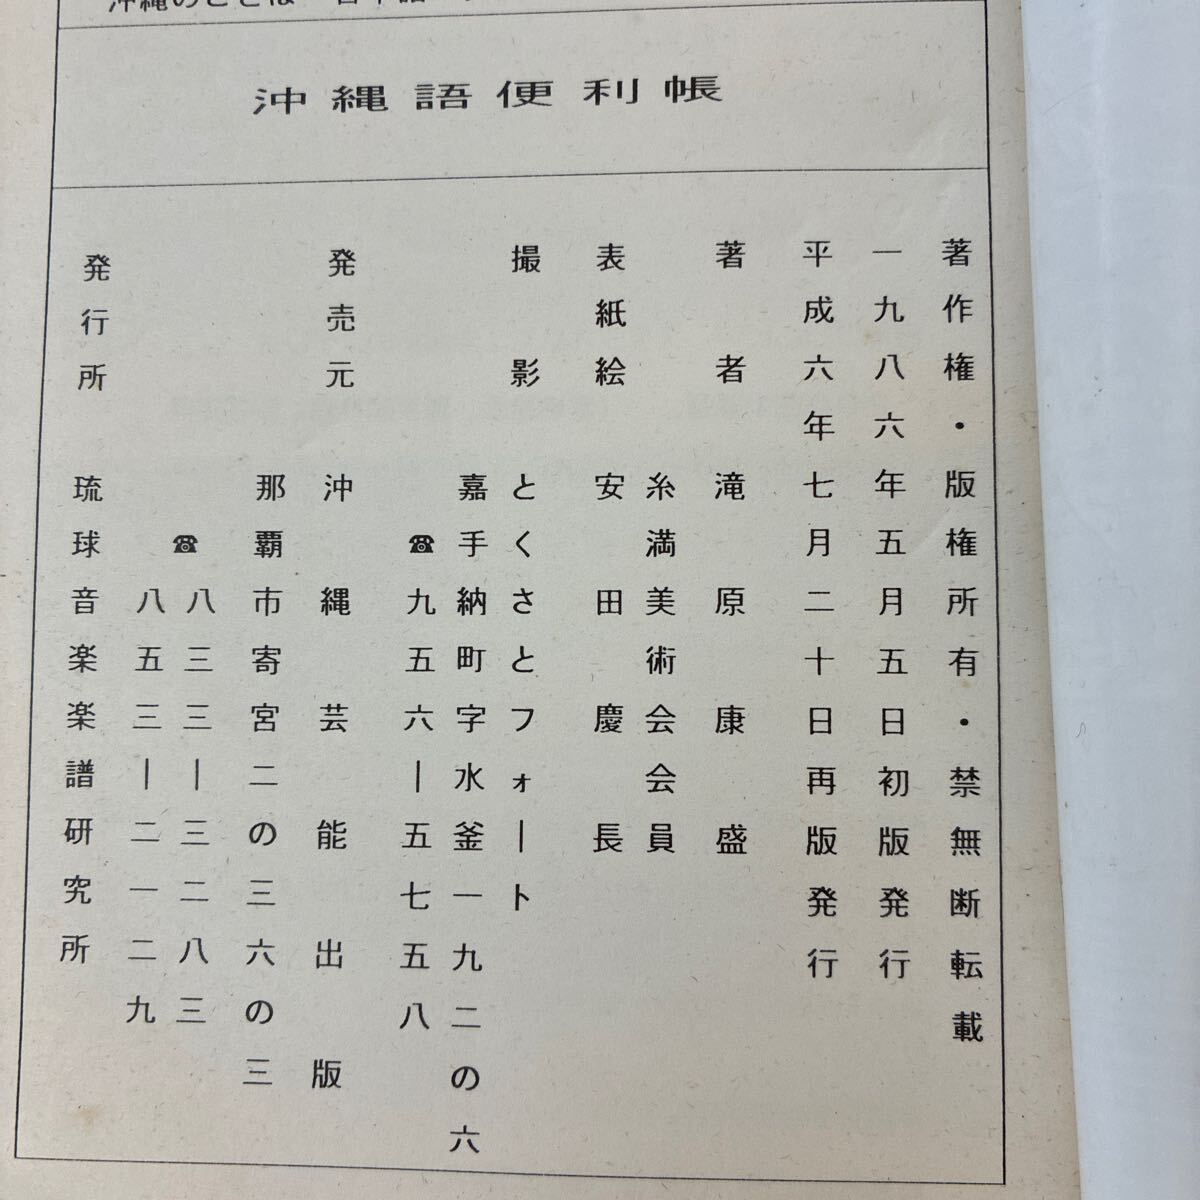 沖縄のことば
沖縄語便利帳
著作権・版権所有・禁無断転載
一九八六年五月五日初版発行
平成六年七月二十日再版発行
著者 滝原康盛
表紙絵 糸満美術会会員
安田慶長
撮影 とくさとフォート
嘉手納町字水釜一九二の六
☎九五六ー五七五八
発売元 沖縄芸能出版
那覇市寄宮二の三六の三
☎八三三ー三二八三
八五三ー二一二九
発行所 琉球音楽楽譜研究所